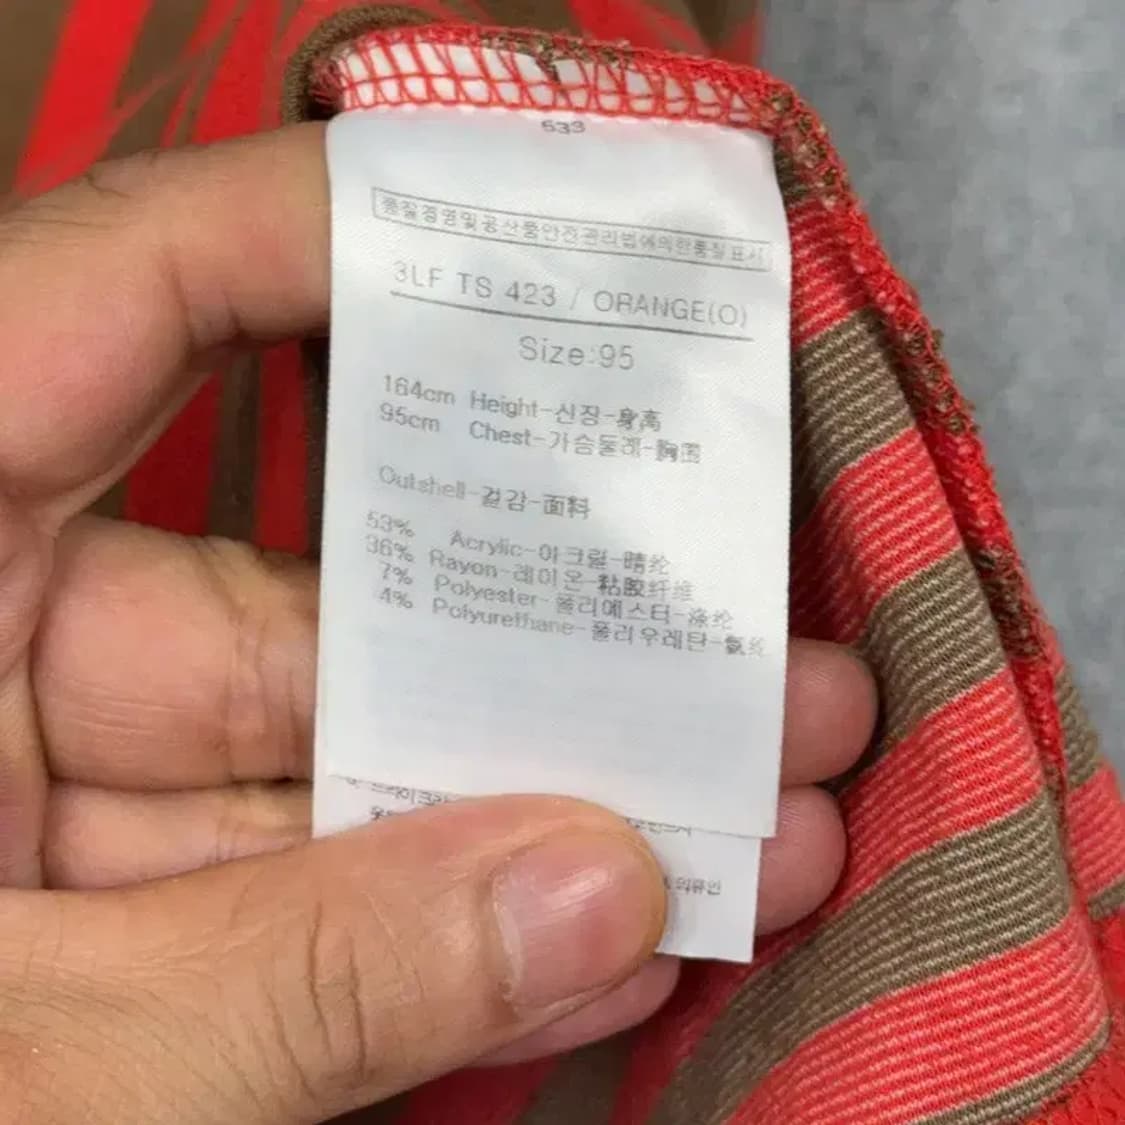 533
품질경영및공산품안전관리법에의한품질표시
3LF TS 423 / ORANGE(O)
Size:95
164cm Height-신장-身高
95cm Chest-가슴둘레-胸围
Outshell-겉감-面料
53% Acrylic-아크릴-晴纶
36% Rayon-레이온-粘胶纤维
7% Polyester-폴리에스터-涤纶
4% Polyurethane-폴리우레탄-氨纶
의류인